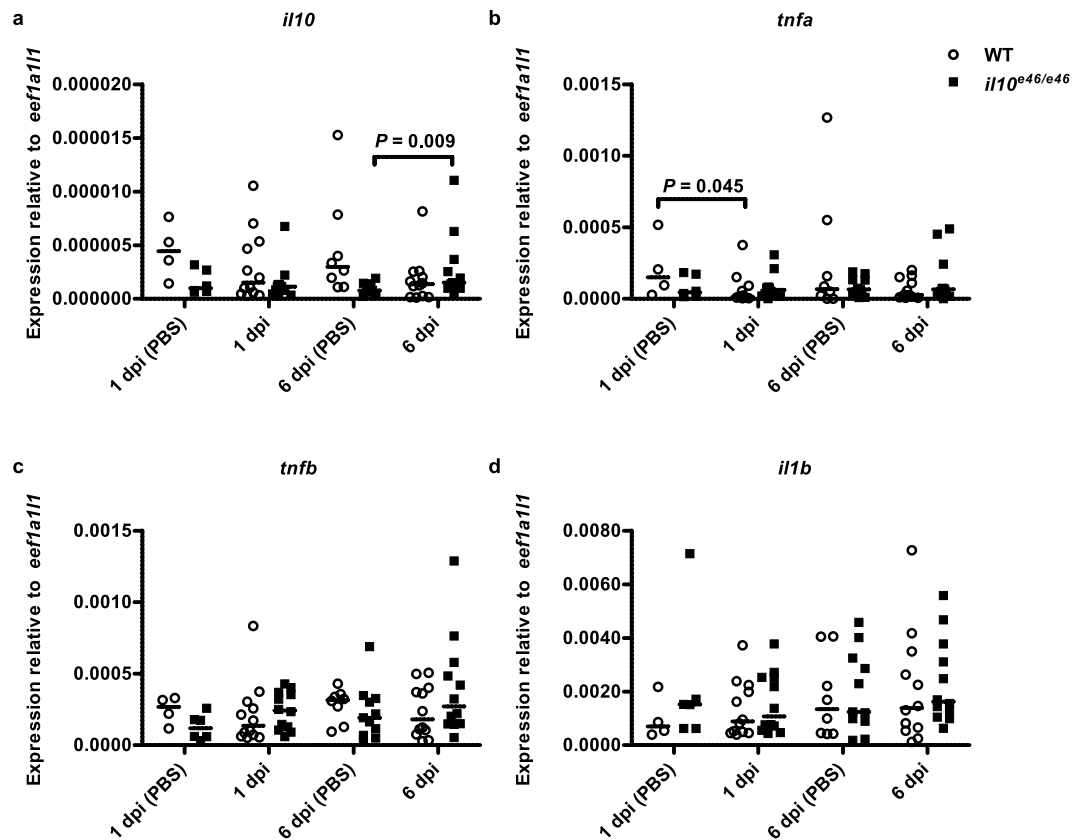 a
il10
Expression relative to eef1a1l1
0.000020
0.000015
0.000010
0.000005
0.000000
P = 0.009
1 dpi (PBS)
1 dpi
6 dpi (PBS)
6 dpi
b
tnfa
WT
il10e46/e46
Expression relative to eef1a1l1
0.0015
0.0010
0.0005
0.0000
P = 0.045
1 dpi (PBS)
1 dpi
6 dpi (PBS)
6 dpi
c
tnfb
Expression relative to eef1a1l1
0.0015
0.0010
0.0005
0.0000
1 dpi (PBS)
1 dpi
6 dpi (PBS)
6 dpi
d
il1b
Expression relative to eef1a1l1
0.0080
0.0060
0.0040
0.0020
0.0000
1 dpi (PBS)
1 dpi
6 dpi (PBS)
6 dpi